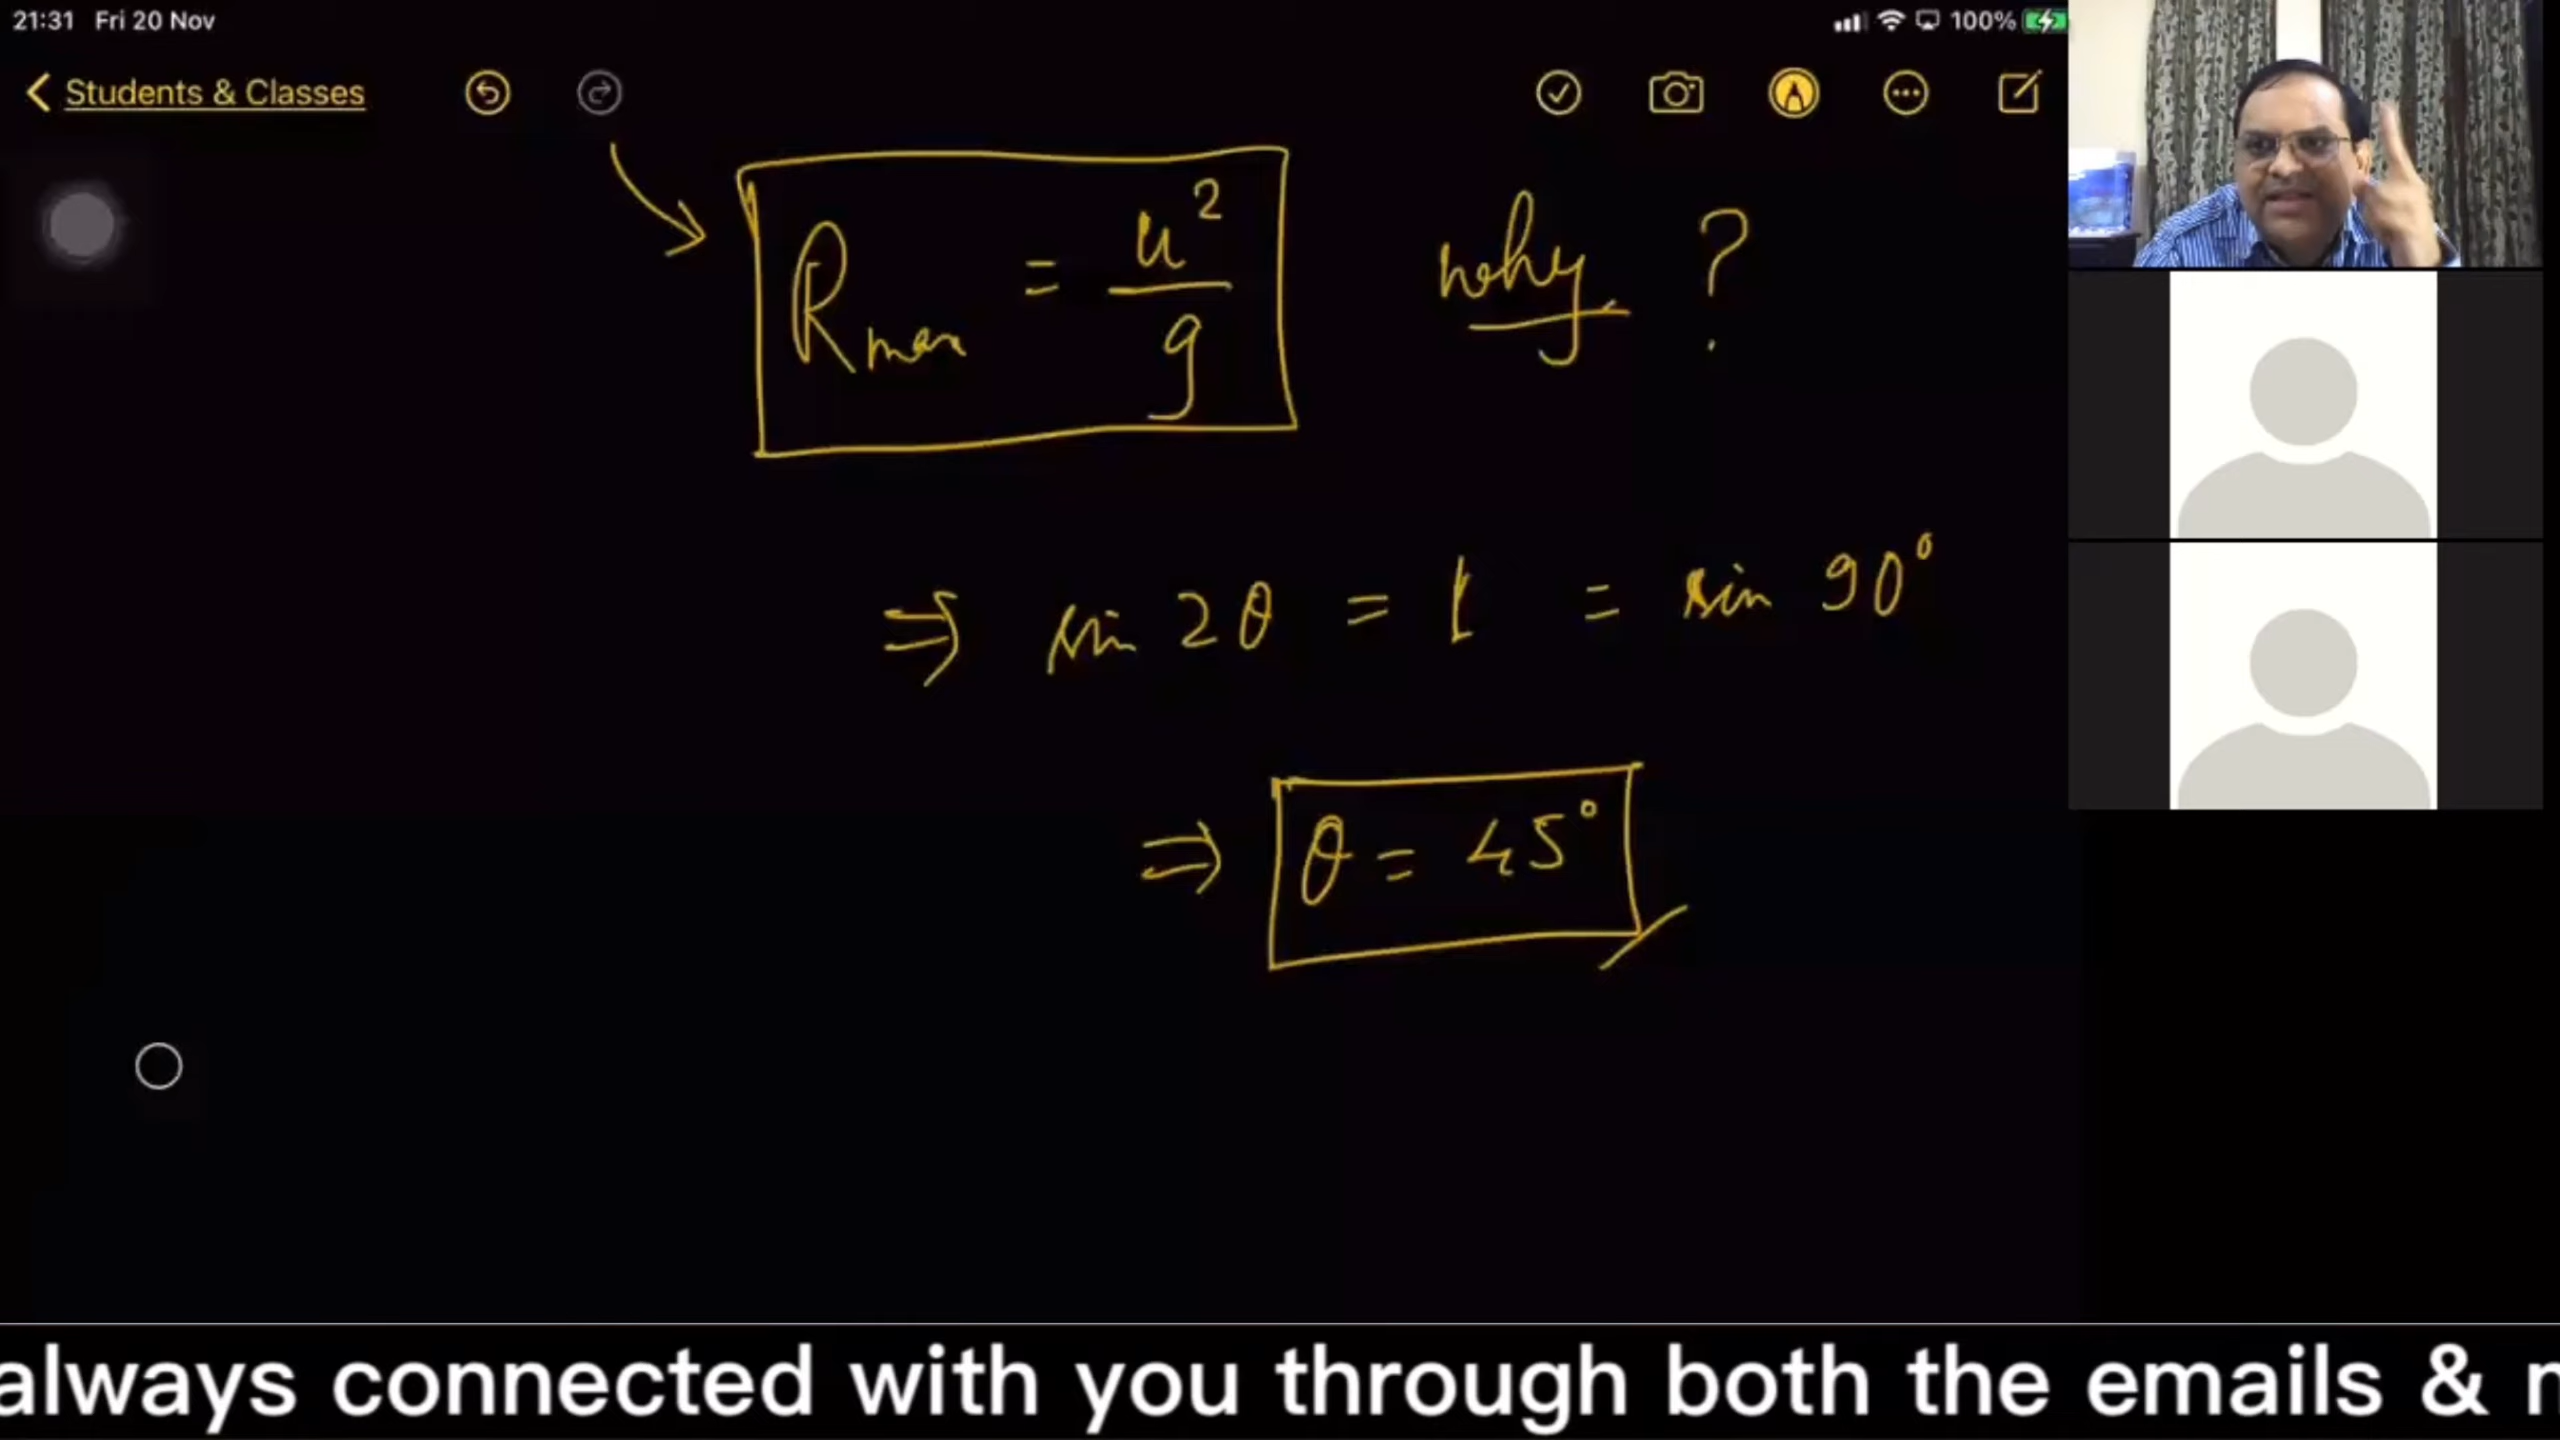 21:31 Fri 20 Nov 100%
Students & Classes
Rmax = u²/g why ?
⇒ sin 2θ = 1 = sin 90°
⇒ θ = 45°
always connected with you through both the emails &